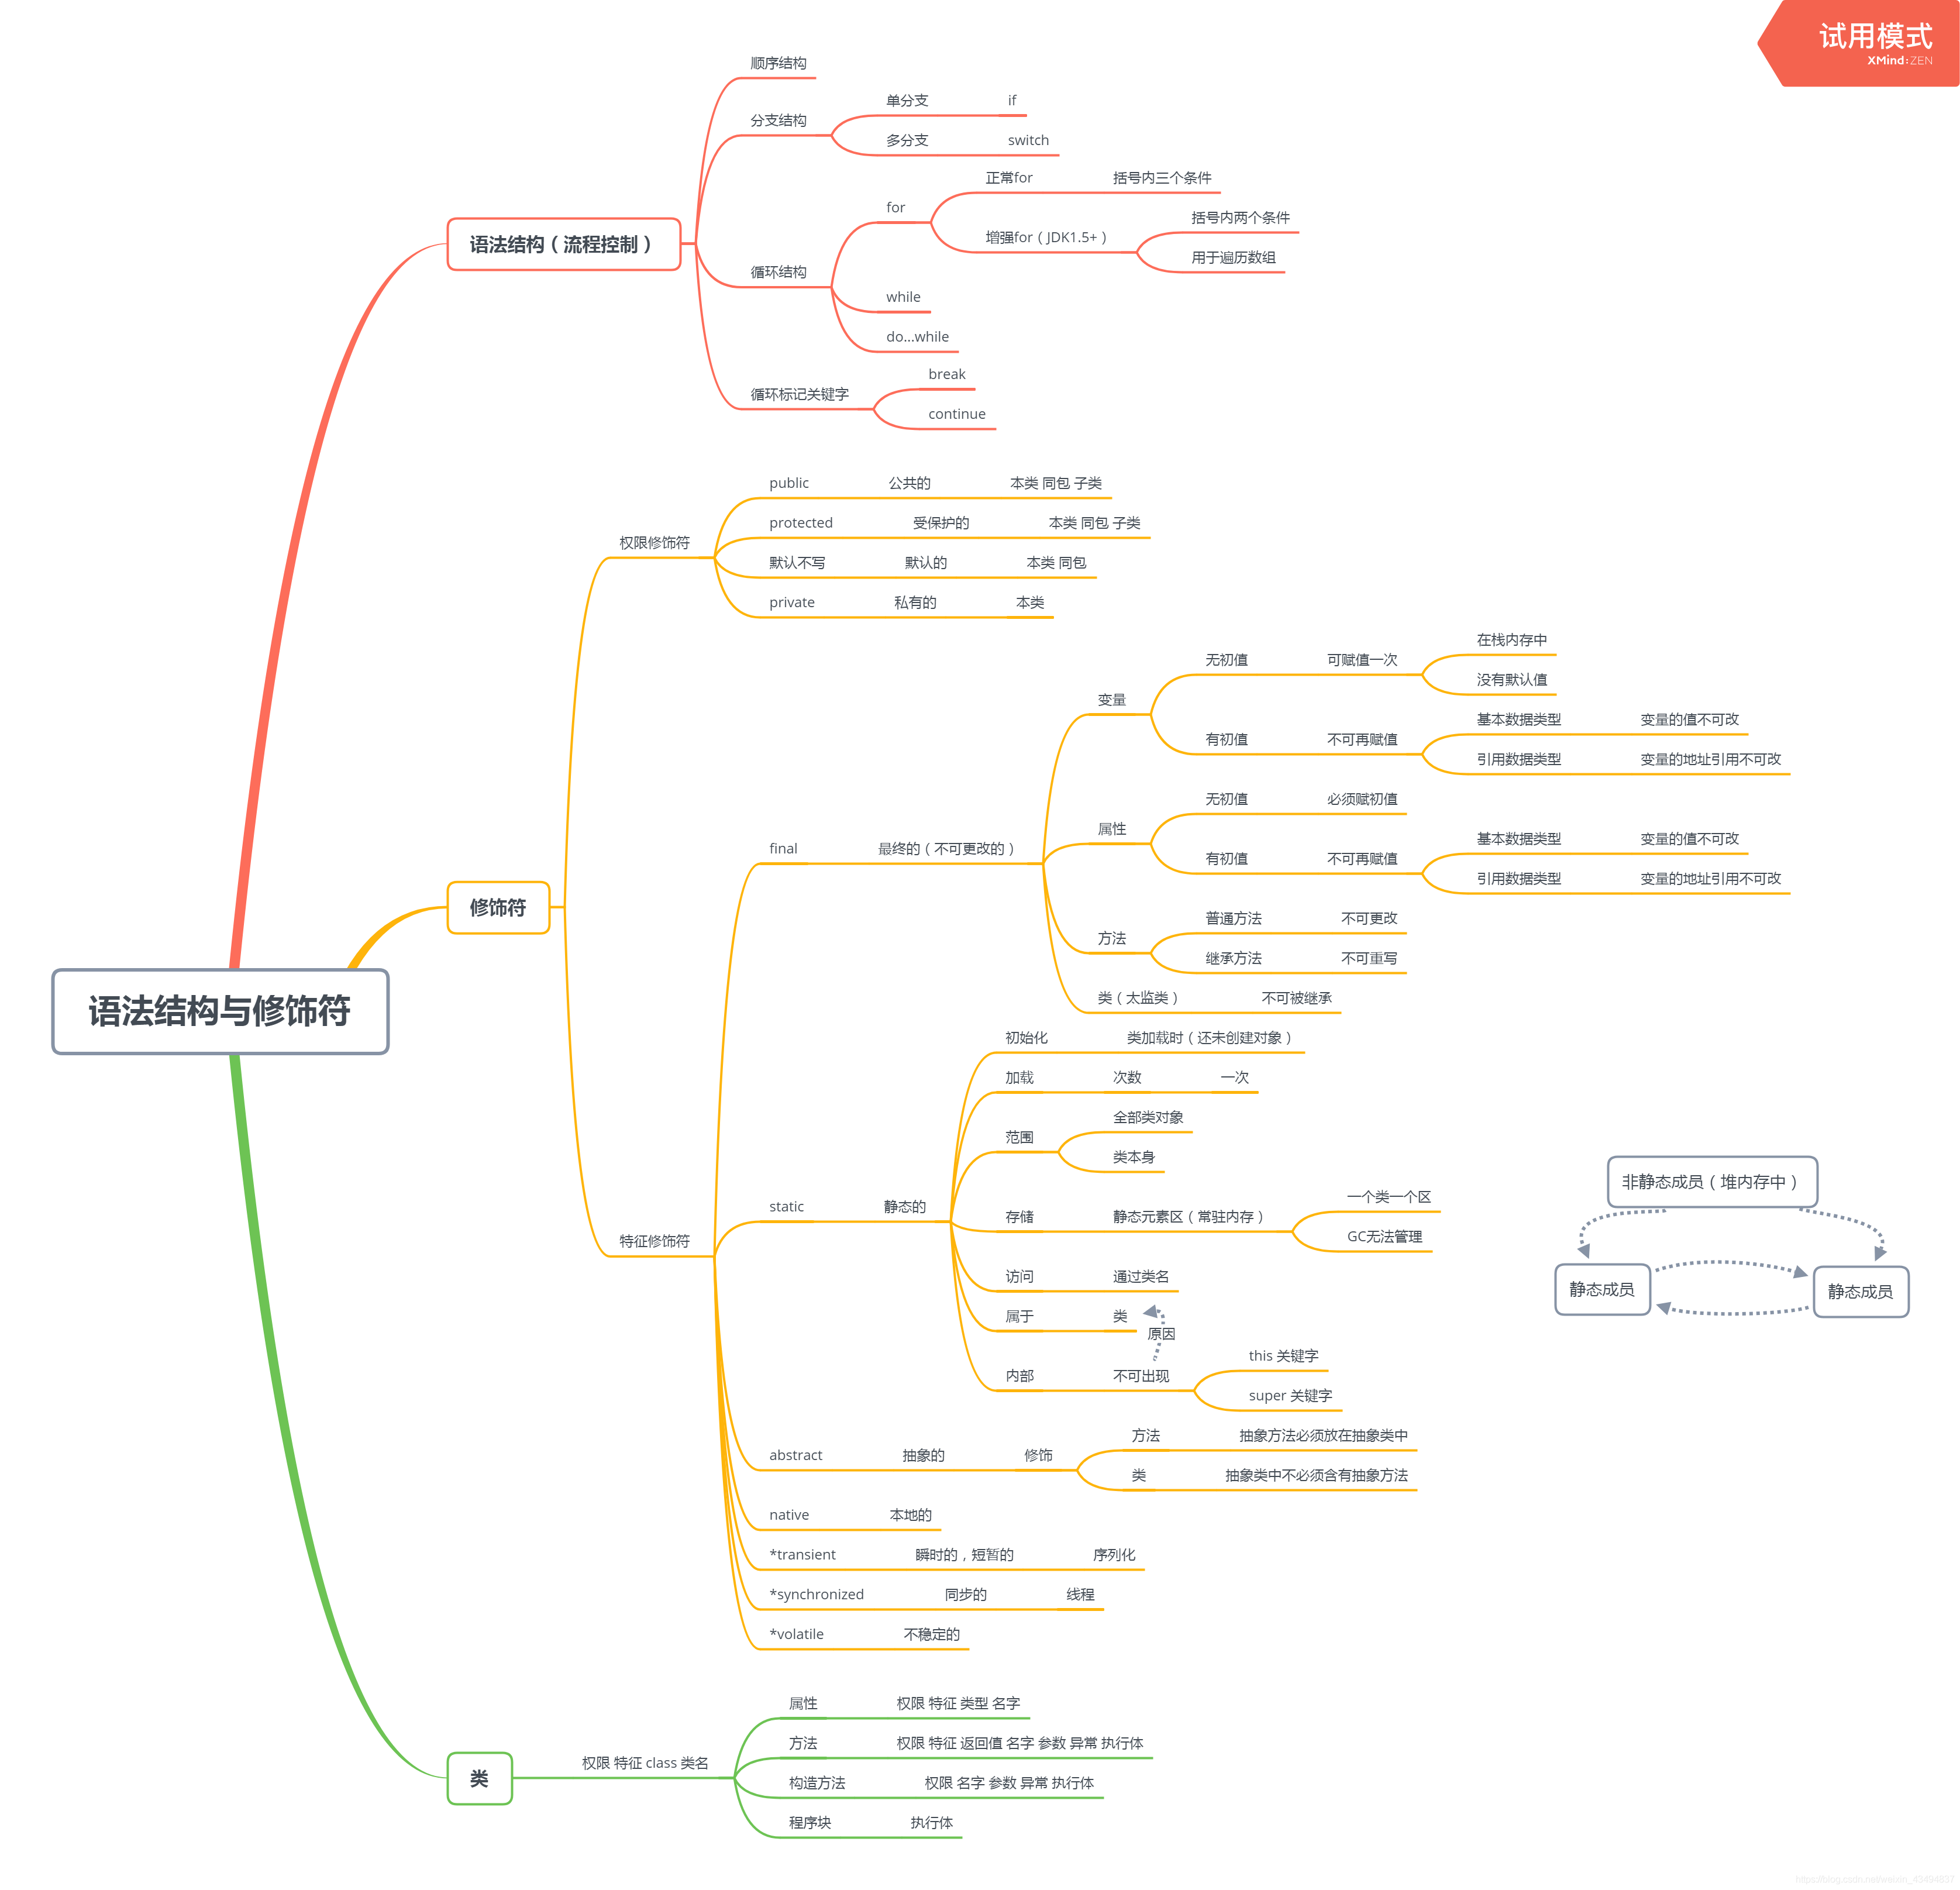 试用模式
XMind:ZEN
语法结构与修饰符
语法结构（流程控制）
顺序结构
分支结构
单分支
if
多分支
switch
循环结构
for
正常for
括号内三个条件
增强for（JDK1.5+）
括号内两个条件
用于遍历数组
while
do...while
循环标记关键字
break
continue
修饰符
权限修饰符
public
公共的
本类 同包 子类
protected
受保护的
本类 同包 子类
默认不写
默认的
本类 同包
private
私有的
本类
特征修饰符
final
最终的（不可更改的）
变量
无初值
可赋值一次
在栈内存中
没有默认值
有初值
不可再赋值
基本数据类型
变量的值不可改
引用数据类型
变量的地址引用不可改
属性
无初值
必须赋初值
有初值
不可再赋值
基本数据类型
变量的值不可改
引用数据类型
变量的地址引用不可改
方法
普通方法
不可更改
继承方法
不可重写
类（太监类）
不可被继承
static
静态的
初始化
类加载时（还未创建对象）
加载
次数
一次
范围
全部类对象
类本身
存储
静态元素区（常驻内存）
一个类一个区
GC无法管理
访问
通过类名
属于
类
原因
内部
不可出现
this 关键字
super 关键字
abstract
抽象的
修饰
方法
抽象方法必须放在抽象类中
类
抽象类中不必须含有抽象方法
native
本地的
*transient
瞬时的，短暂的
序列化
*synchronized
同步的
线程
*volatile
不稳定的
非静态成员（堆内存中）
静态成员
静态成员
类
权限 特征 class 类名
属性
权限 特征 类型 名字
方法
权限 特征 返回值 名字 参数 异常 执行体
构造方法
权限 名字 参数 异常 执行体
程序块
执行体